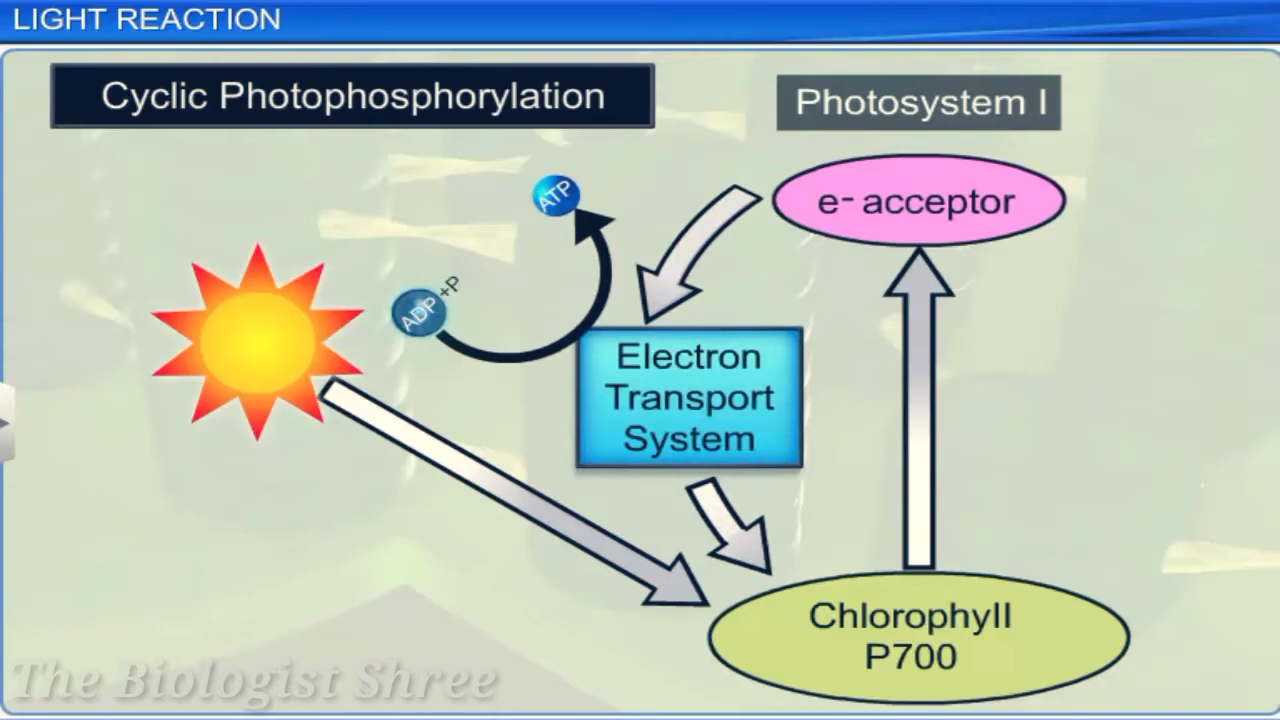 LIGHT REACTION
Cyclic Photophosphorylation
Photosystem I
e- acceptor
ATP
ADP +P
Electron
Transport
System
Chlorophyll
P700
The Biologist Shree